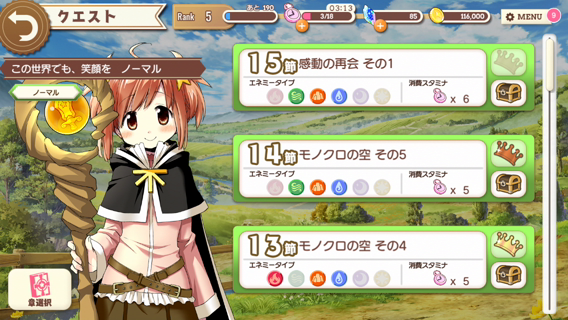 クエスト
Rank 5
あと 190
3/18
03:13
85
116,000
MENU 9
この世界でも、笑顔を ノーマル
ノーマル
15節 感動の再会 その1
エネミータイプ
消費スタミナ
x 6
14節 モノクロの空 その5
エネミータイプ
消費スタミナ
x 5
13節 モノクロの空 その4
エネミータイプ
消費スタミナ
x 5
章選択